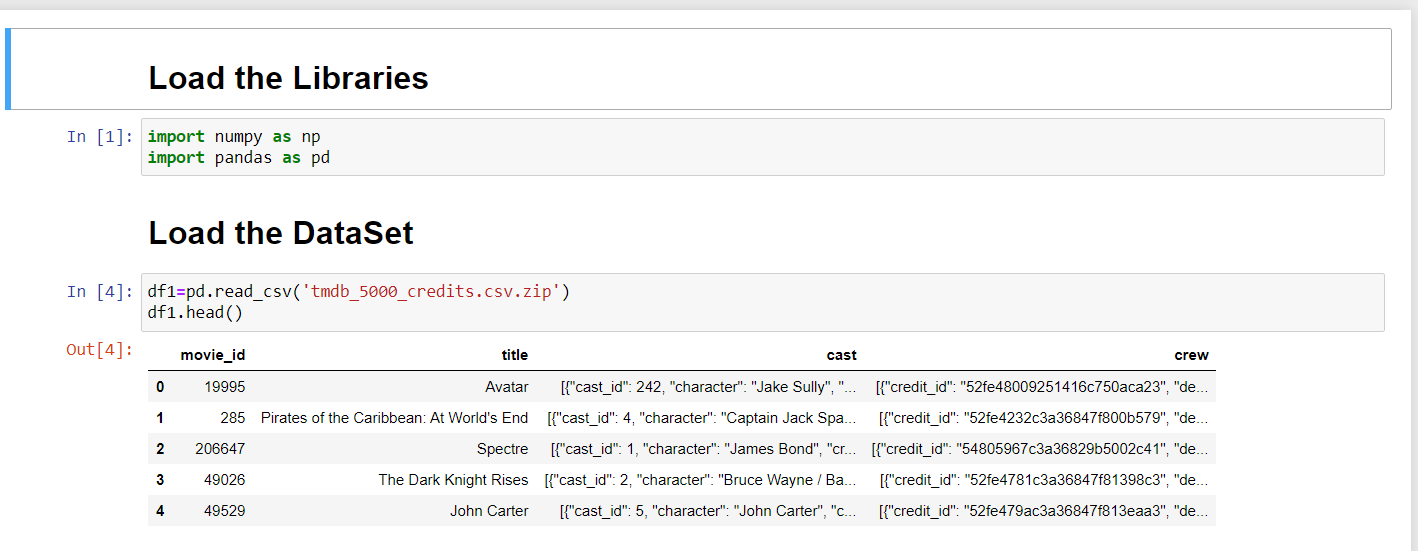 Load the Libraries
In [1]: import numpy as np
import pandas as pd
Load the DataSet
In [4]: df1=pd.read_csv('tmdb_5000_credits.csv.zip')
df1.head()
Out[4]:
movie_id title cast crew
0 19995 Avatar [{"cast_id": 242, "character": "Jake Sully", "... [{"credit_id": "52fe48009251416c750aca23", "de...
1 285 Pirates of the Caribbean: At World's End [{"cast_id": 4, "character": "Captain Jack Spa... [{"credit_id": "52fe4232c3a36847f800b579", "de...
2 206647 Spectre [{"cast_id": 1, "character": "James Bond", "cr... [{"credit_id": "54805967c3a36829b5002c41", "de...
3 49026 The Dark Knight Rises [{"cast_id": 2, "character": "Bruce Wayne / Ba... [{"credit_id": "52fe4781c3a36847f81398c3", "de...
4 49529 John Carter [{"cast_id": 5, "character": "John Carter", "c... [{"credit_id": "52fe479ac3a36847f813eaa3", "de...